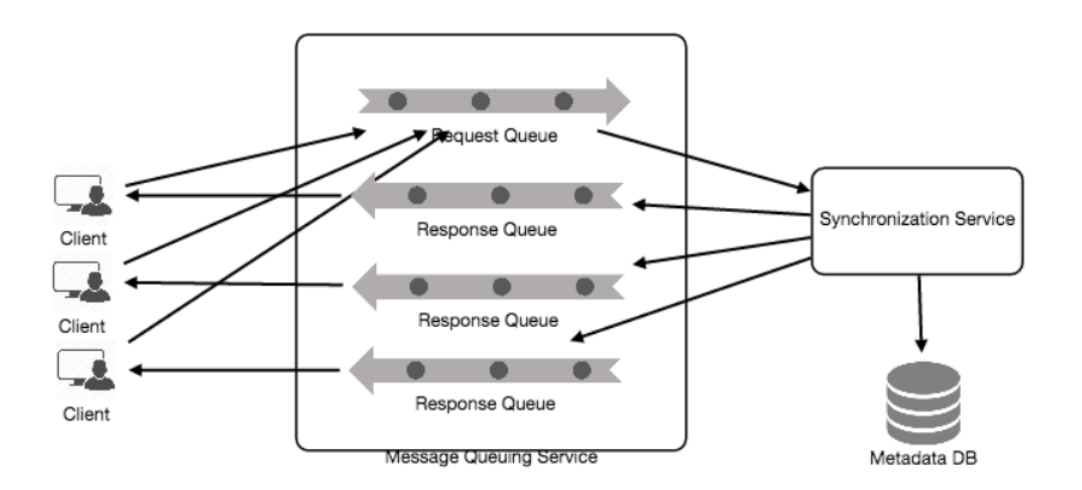 Request Queue
Response Queue
Response Queue
Response Queue
Message Queuing Service
Client
Client
Client
Synchronization Service
Metadata DB